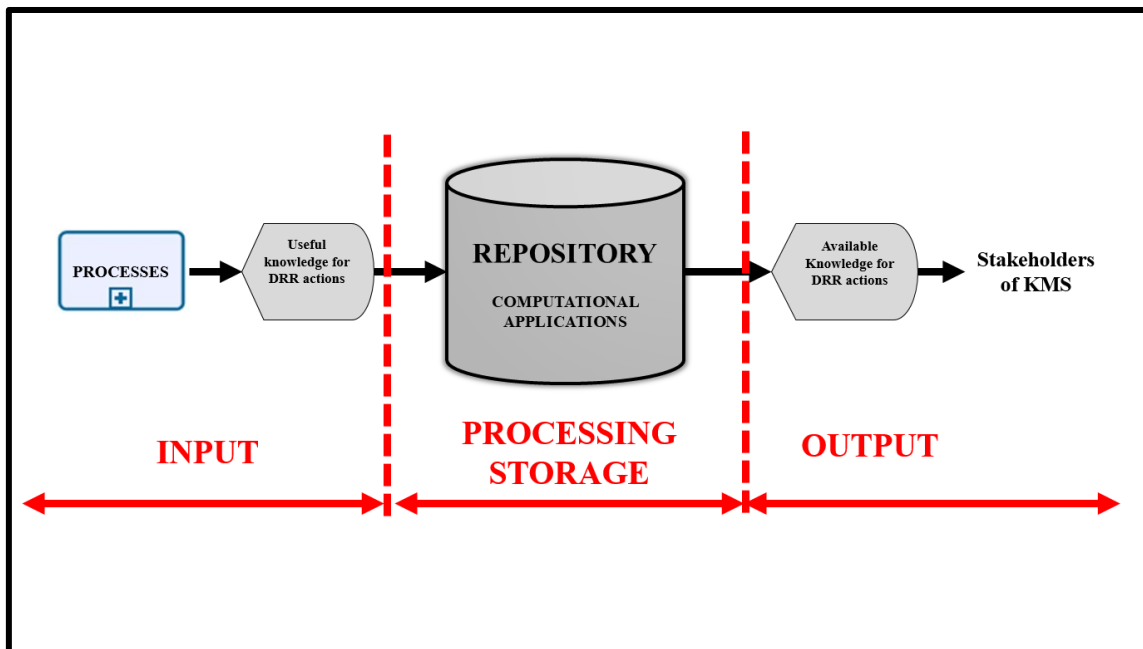 PROCESSES
Useful
knowledge for
DRR actions
REPOSITORY
COMPUTATIONAL
APPLICATIONS
Available
Knowledge for
DRR actions
Stakeholders
of KMS
INPUT
PROCESSING
STORAGE
OUTPUT